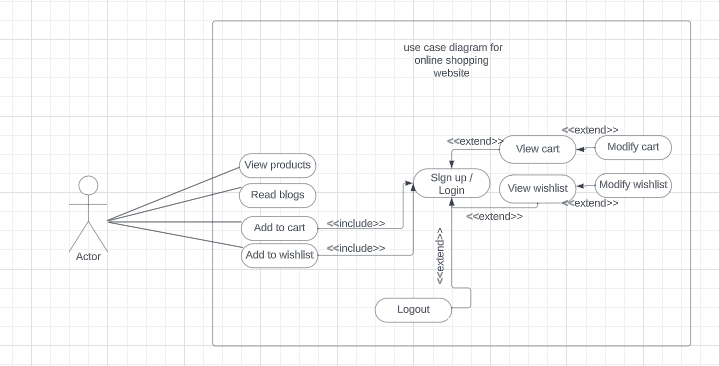 use case diagram for
online shopping
website
<<extend>>
<<extend>>
View cart
Modify cart
View products
Sign up /
Login
View wishlist
Modify wishlist
Read blogs
<<extend>>
<<extend>>
Add to cart
<<include>>
Add to wishlist
<<include>>
Actor
<<extend>>
Logout